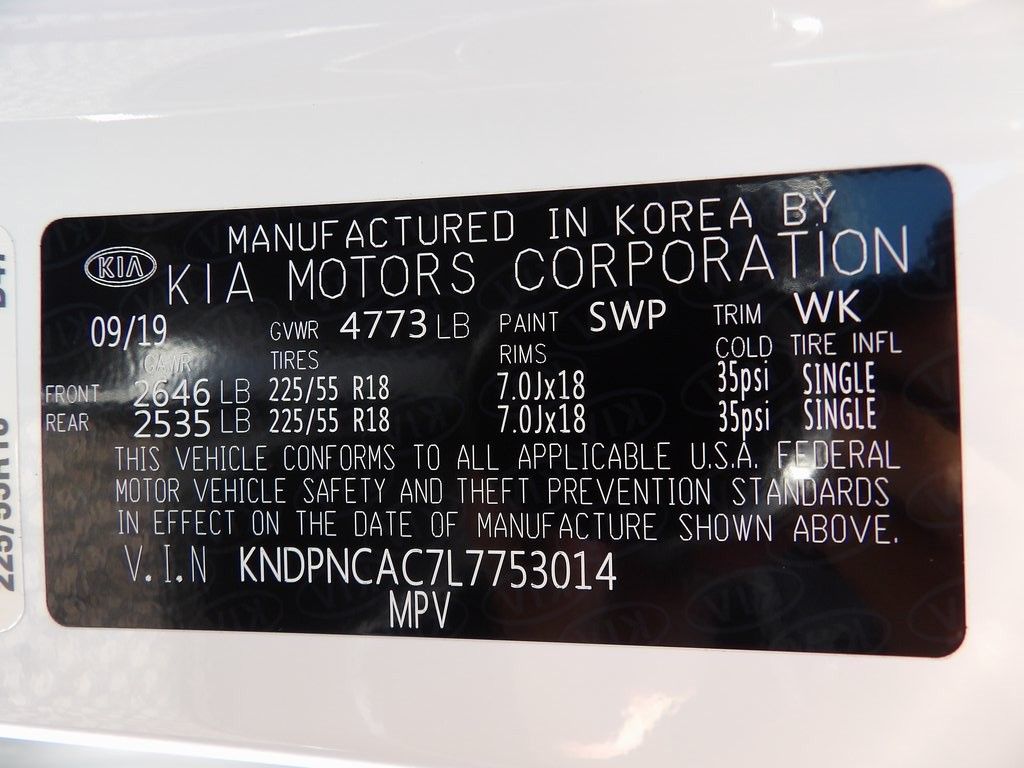 MANUFACTURED IN KOREA BY
KIA KIA MOTORS CORPORATION
09/19 GVWR 4773 LB PAINT SWP TRIM WK
GAWR TIRES RIMS COLD TIRE INFL
FRONT 2646 LB 225/55 R18 7.0Jx18 35psi SINGLE
REAR 2535 LB 225/55 R18 7.0Jx18 35psi SINGLE
THIS VEHICLE CONFORMS TO ALL APPLICABLE U.S.A. FEDERAL
MOTOR VEHICLE SAFETY AND THEFT PREVENTION STANDARDS
IN EFFECT ON THE DATE OF MANUFACTURE SHOWN ABOVE.
V.I.N KNDPNCAC7L7753014
MPV